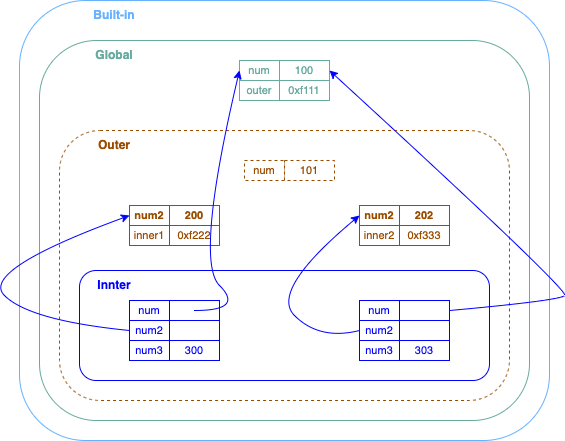 Built-in
Global
num 100
outer 0xf111
Outer
num 101
num2 200
inner1 0xf222
num2 202
inner2 0xf333
Innter
num
num2
num3 300
num
num2
num3 303